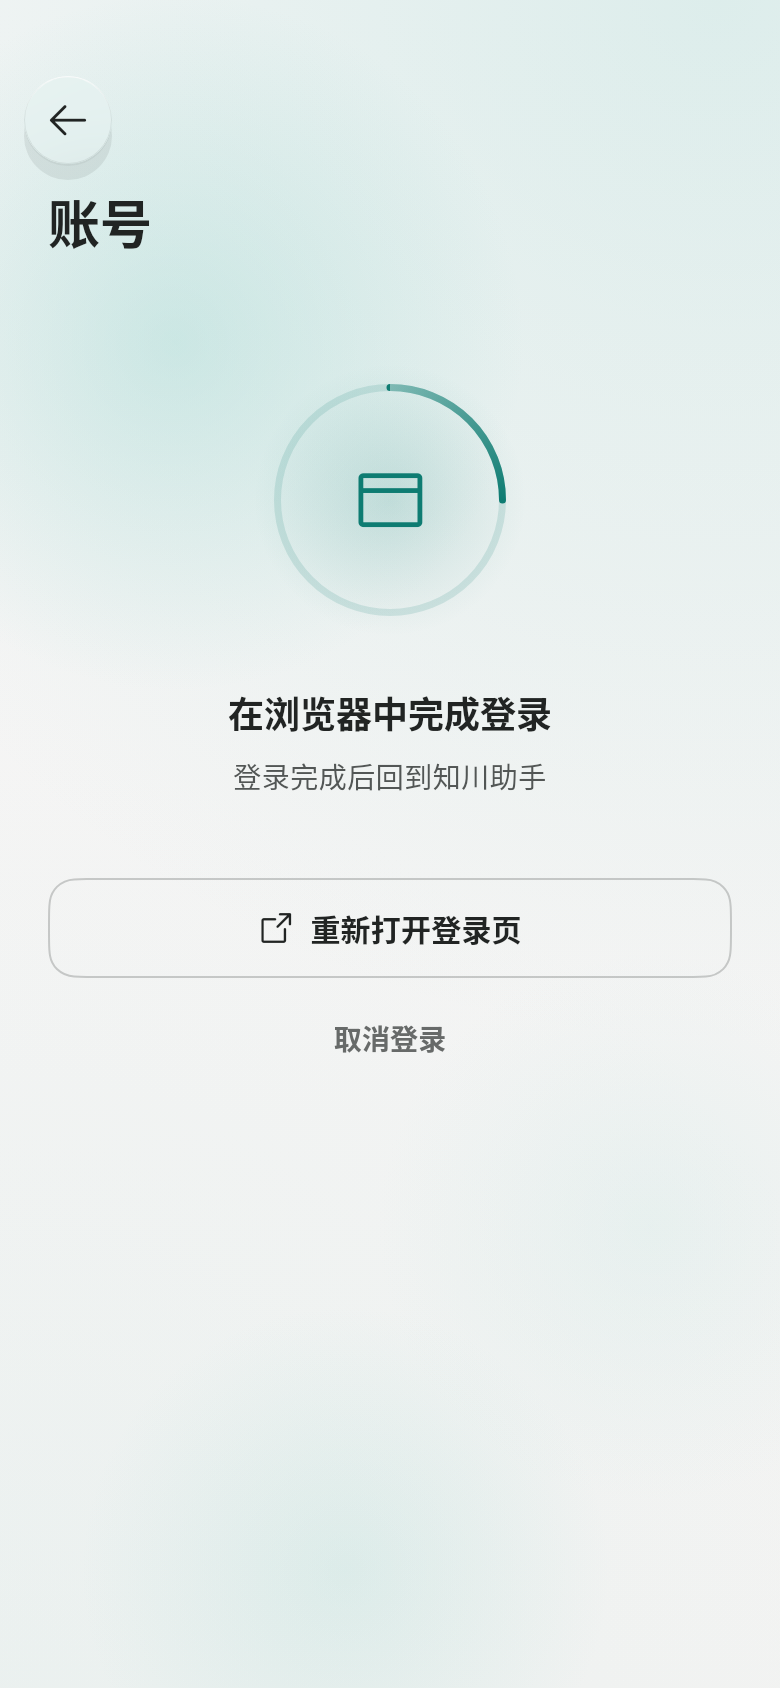 账号
在浏览器中完成登录
登录完成后回到知川助手
重新打开登录页
取消登录